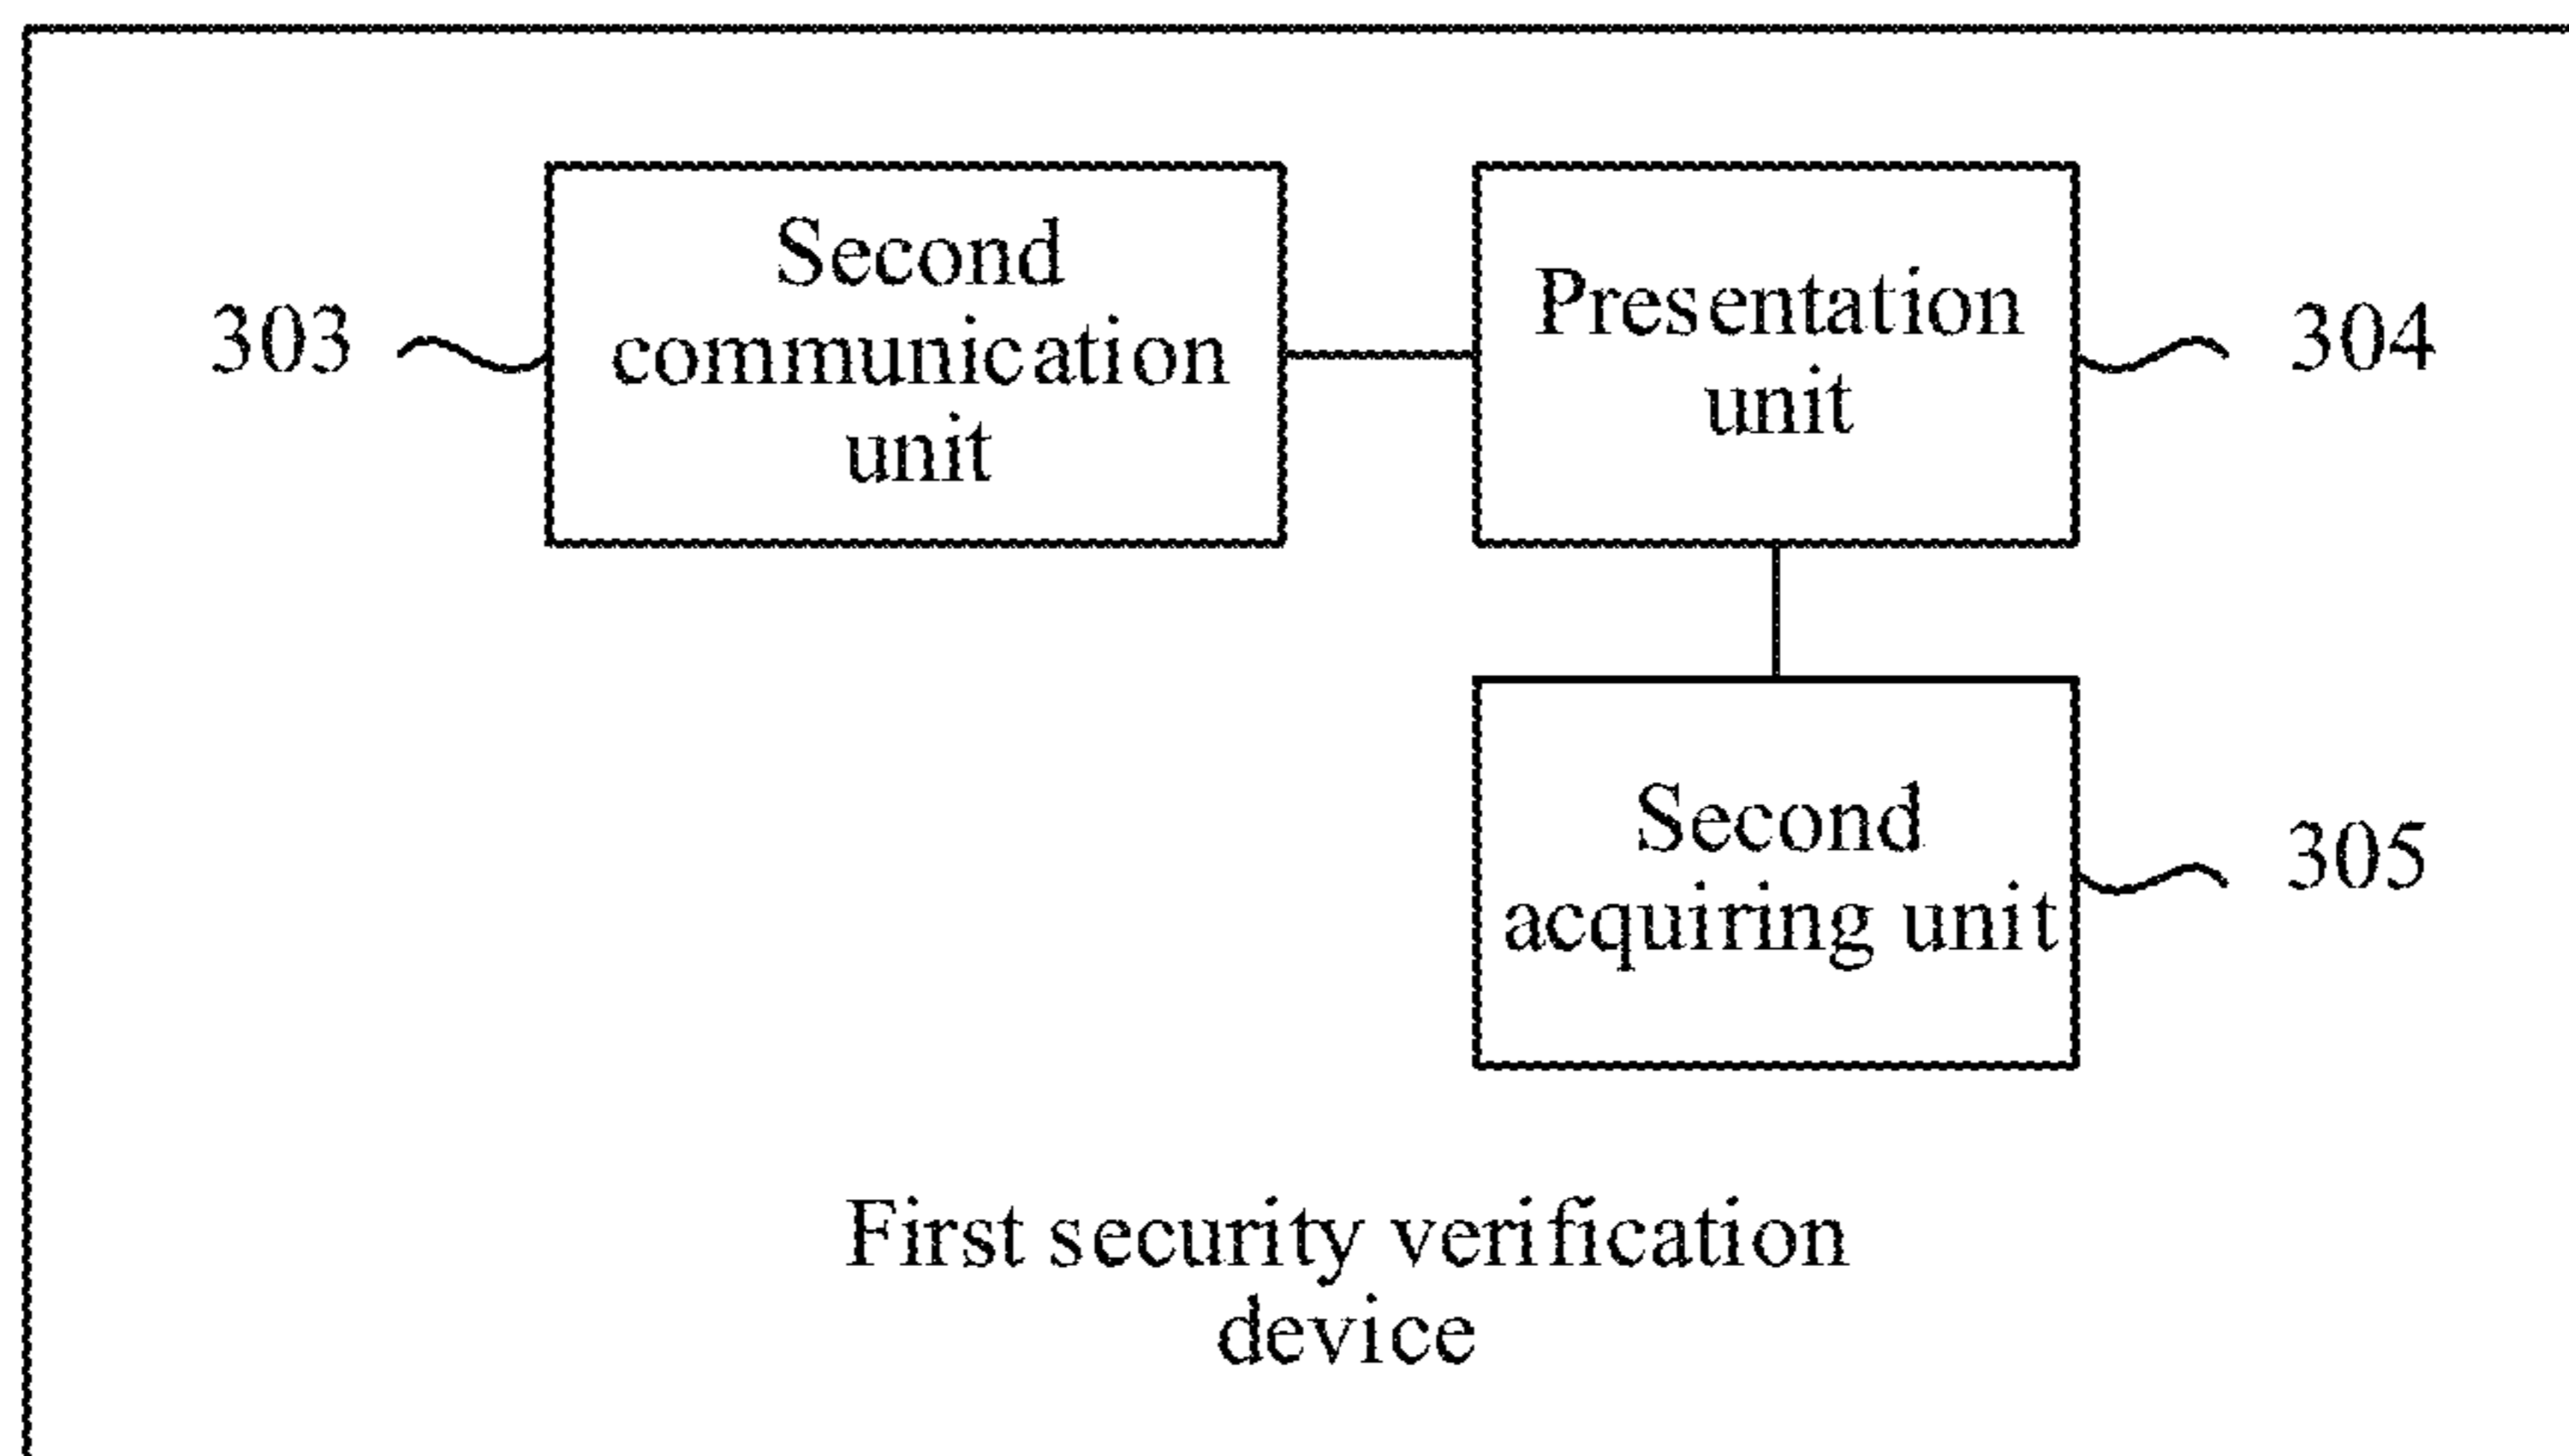 Second
communication
unit
303
Presentation
unit
304
Second
acquiring unit
305
First security verification
device